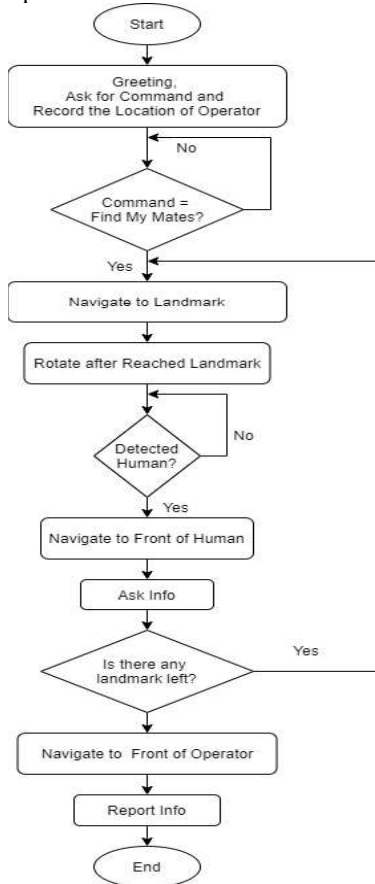 Start
Greeting,
Ask for Command and
Record the Location of Operator
No
Command =
Find My Mates?
Yes
Navigate to Landmark
Rotate after Reached Landmark
Detected
Human?
No
Yes
Navigate to Front of Human
Ask Info
Is there any
landmark left?
Yes
Navigate to Front of Operator
Report Info
End